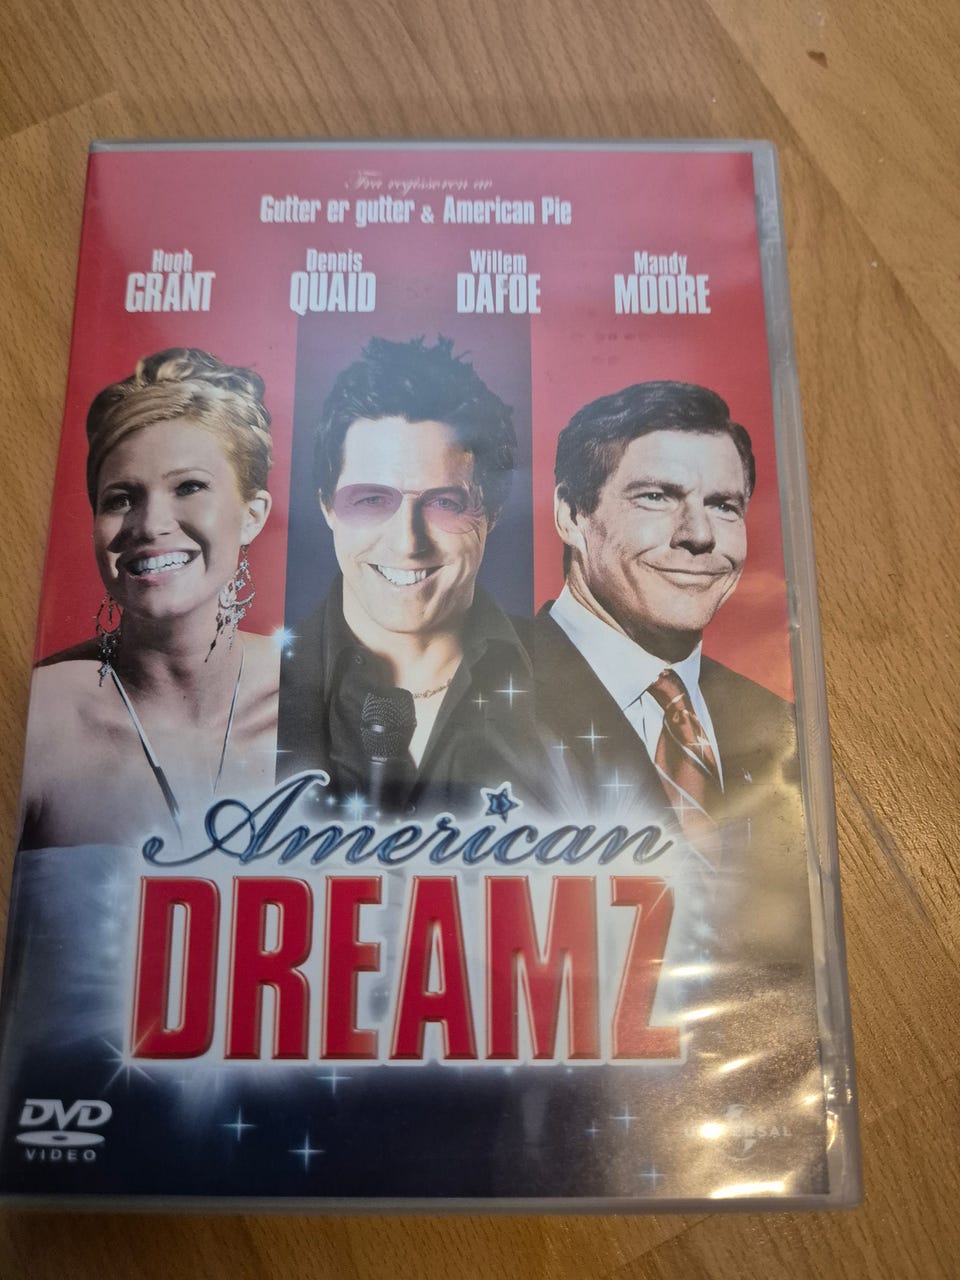 Fra regissøren av
Gutter er gutter & American Pie
Hugh GRANT
Dennis QUAID
Willem DAFOE
Mandy MOORE
American
DREAMZ
DVD
VIDEO
UNIVERSAL